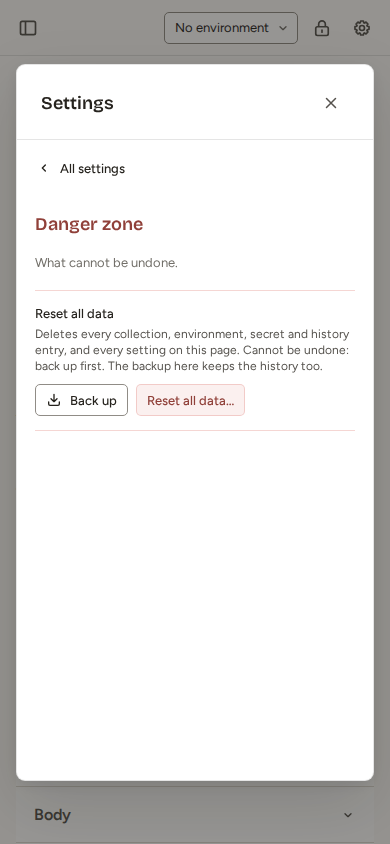 No environment
Settings
All settings
Danger zone
What cannot be undone.
Reset all data
Deletes every collection, environment, secret and history
entry, and every setting on this page. Cannot be undone:
back up first. The backup here keeps the history too.
Back up
Reset all data...
Body